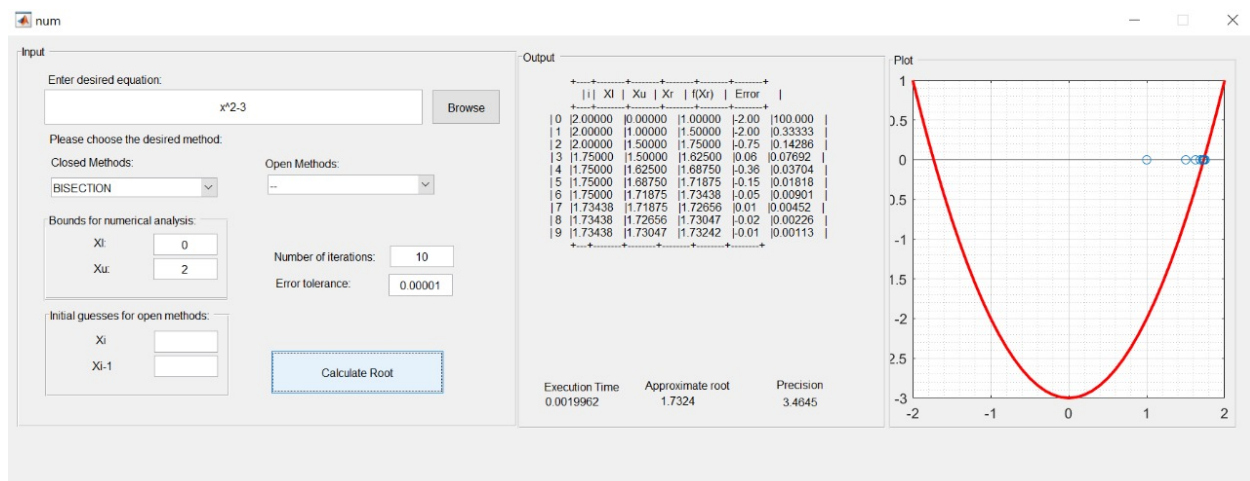 num
Input
Enter desired equation:
x^2-3
Browse
Please choose the desired method:
Closed Methods:
Open Methods:
BISECTION
--
Bounds for numerical analysis:
Xl:
0
Xu:
2
Number of iterations:
10
Error tolerance:
0.00001
Initial guesses for open methods:
Xi
Xi-1
Calculate Root
Output
+----+--------+--------+--------+--------+--------+
|i| Xl | Xu | Xr | f(Xr) | Error |
+----+--------+--------+--------+--------+--------+
|0 |2.00000 |0.00000 |1.00000 |-2.00 |100.000 |
|1 |2.00000 |1.00000 |1.50000 |-2.00 |0.33333 |
|2 |2.00000 |1.50000 |1.75000 |-0.75 |0.14286 |
|3 |1.75000 |1.50000 |1.62500 |0.06 |0.07692 |
|4 |1.75000 |1.62500 |1.68750 |-0.36 |0.03704 |
|5 |1.75000 |1.68750 |1.71875 |-0.15 |0.01818 |
|6 |1.75000 |1.71875 |1.73438 |-0.05 |0.00901 |
|7 |1.73438 |1.71875 |1.72656 |0.01 |0.00452 |
|8 |1.73438 |1.72656 |1.73047 |-0.02 |0.00226 |
|9 |1.73438 |1.73047 |1.73242 |-0.01 |0.00113 |
+---+--------+--------+--------+--------+
Execution Time
Approximate root
Precision
0.0019962
1.7324
3.4645
Plot
1
0.5
0
0.5
-1
1.5
-2
2.5
-3
-2 -1 0 1 2